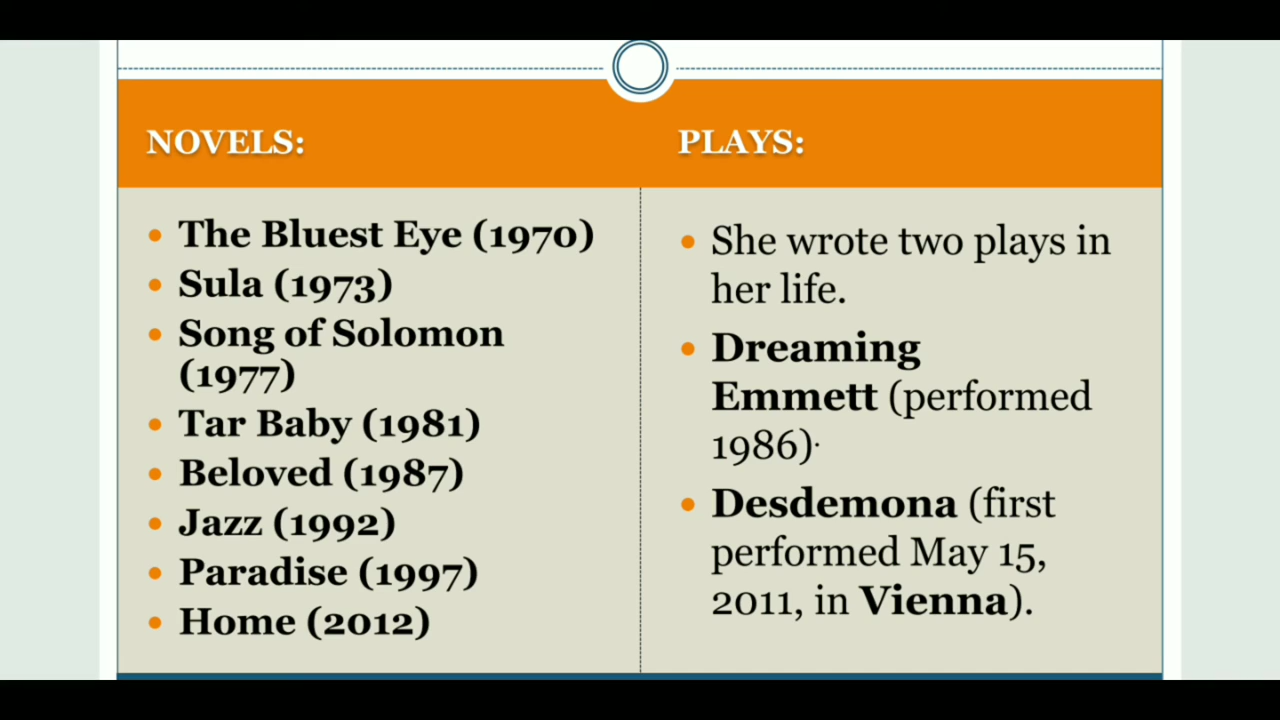 NOVELS:
The Bluest Eye (1970)
Sula (1973)
Song of Solomon
(1977)
Tar Baby (1981)
Beloved (1987)
Jazz (1992)
Paradise (1997)
Home (2012)
PLAYS:
She wrote two plays in
her life.
Dreaming
Emmett (performed
1986).
Desdemona (first
performed May 15,
2011, in Vienna).